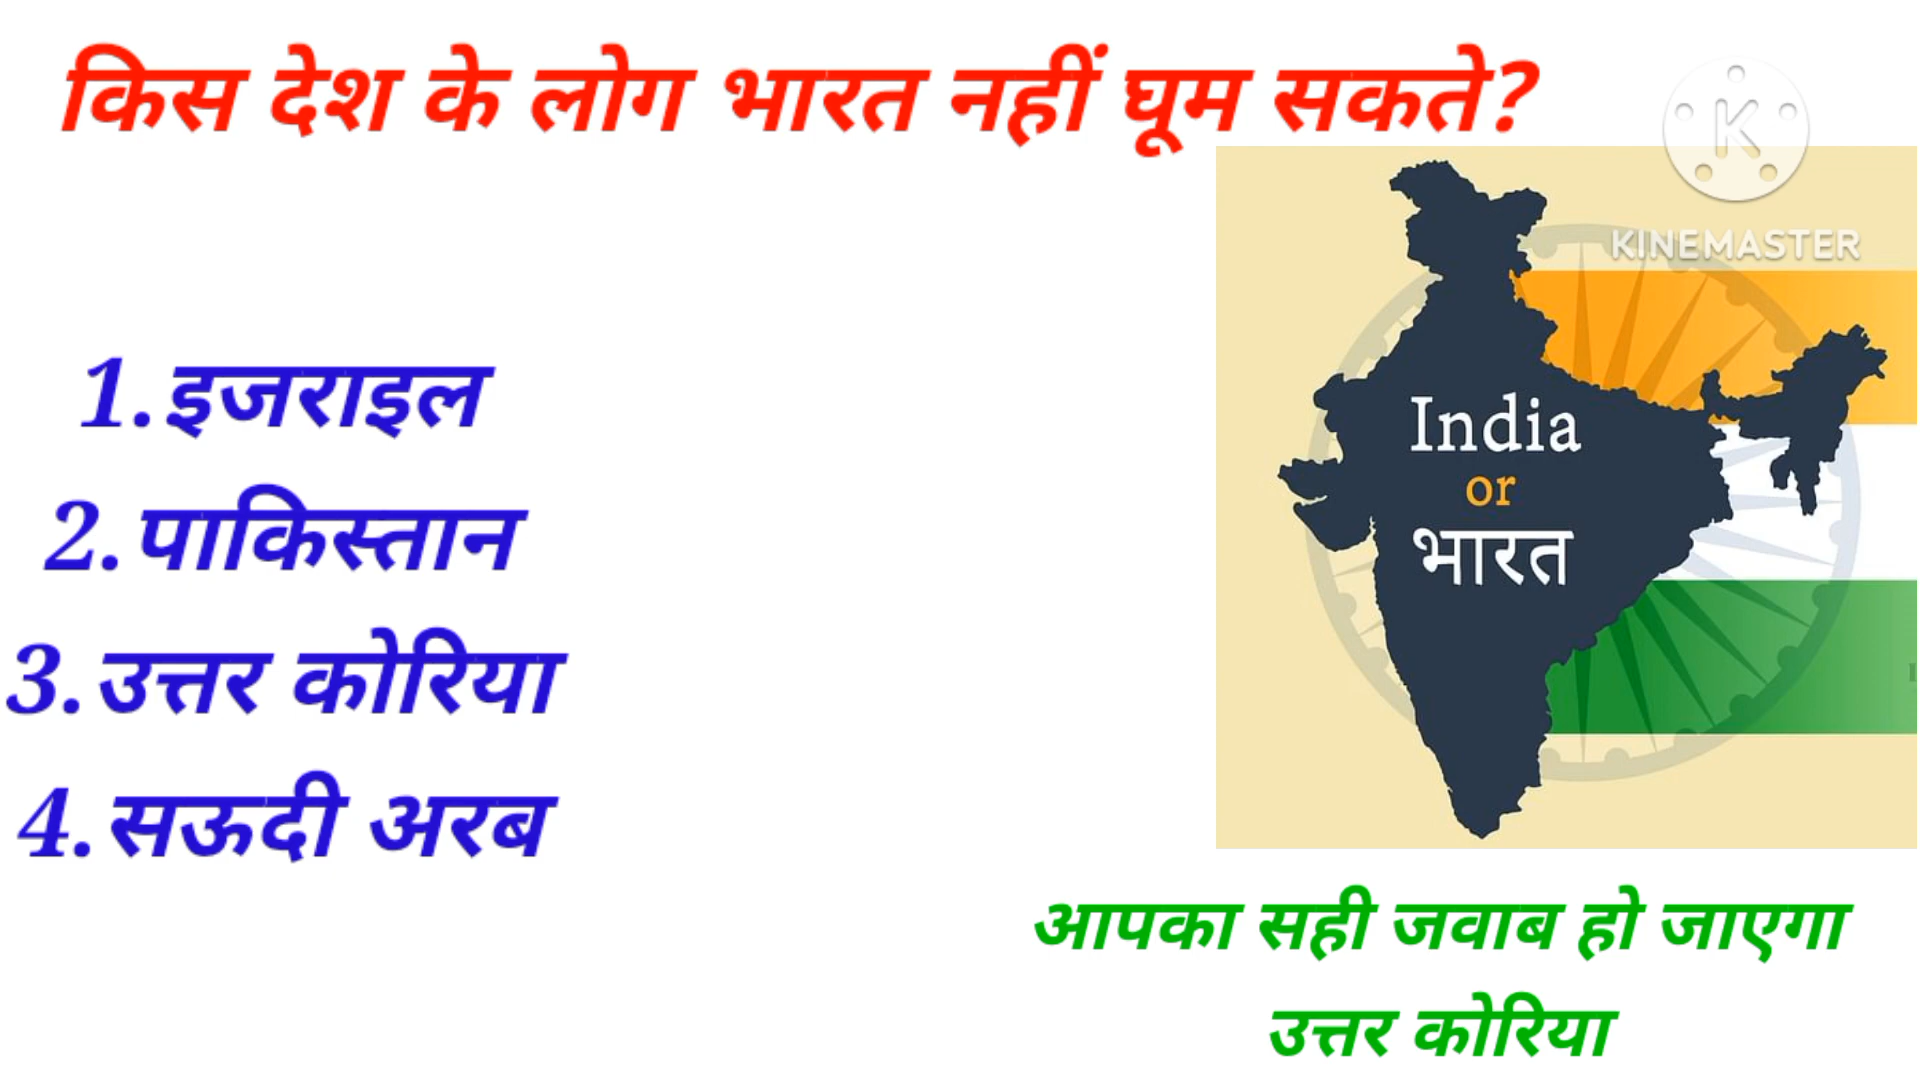 किस देश के लोग भारत नहीं घूम सकते?
K
KINEMASTER
1.इजराइल
2.पाकिस्तान
3.उत्तर कोरिया
4.सऊदी अरब
India
or
भारत
आपका सही जवाब हो जाएगा
उत्तर कोरिया